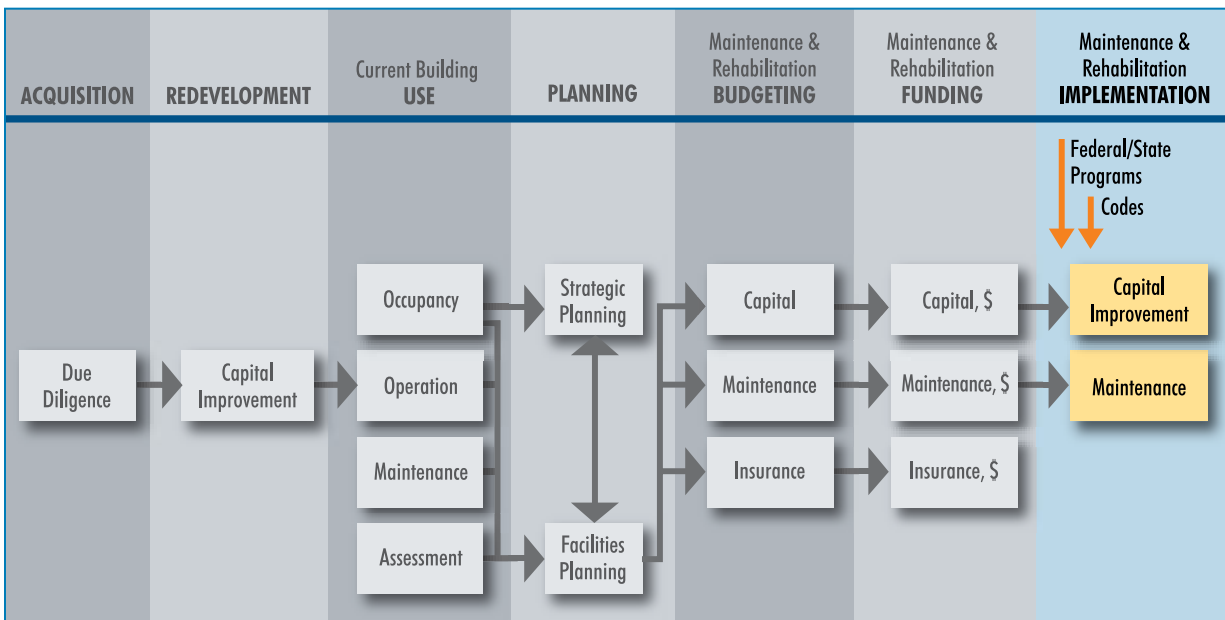 ACQUISITION
REDEVELOPMENT
Current Building
USE
PLANNING
Maintenance &
Rehabilitation
BUDGETING
Maintenance &
Rehabilitation
FUNDING
Maintenance &
Rehabilitation
IMPLEMENTATION
Federal/State
Programs
Codes
Due
Diligence
Capital
Improvement
Occupancy
Operation
Maintenance
Assessment
Strategic
Planning
Facilities
Planning
Capital
Maintenance
Insurance
Capital, $
Maintenance, $
Insurance, $
Capital
Improvement
Maintenance